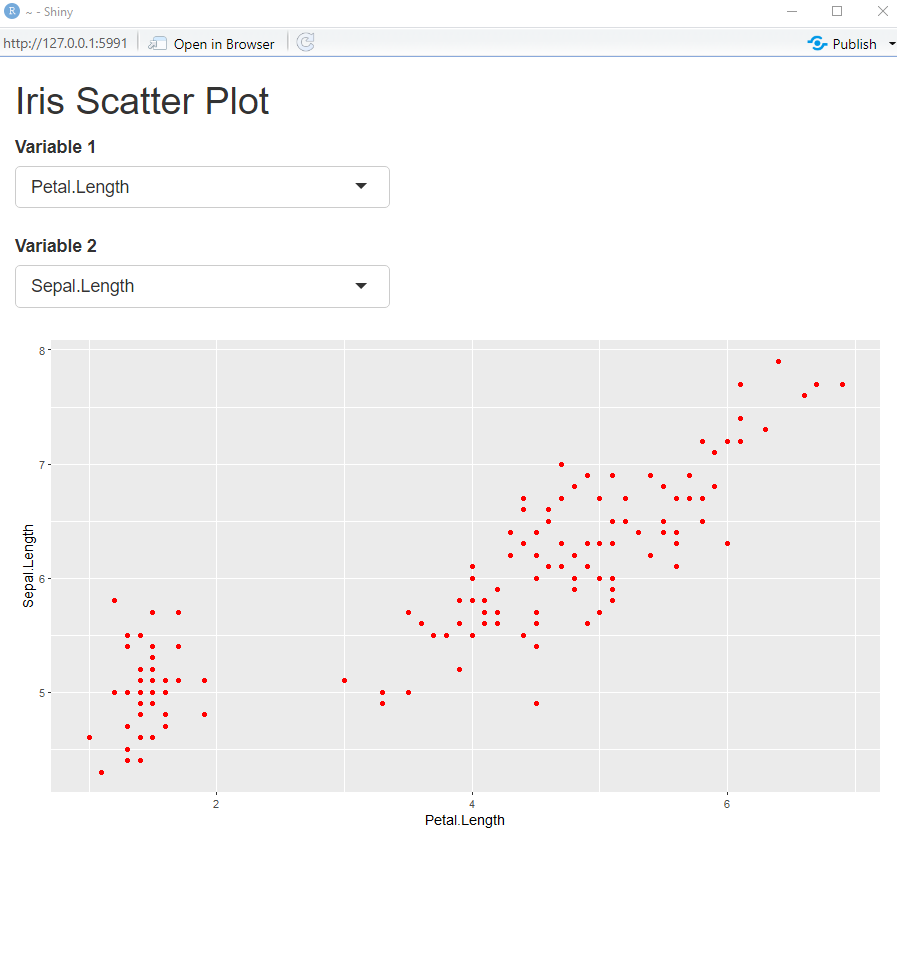 R ~ - Shiny
http://127.0.0.1:5991 Open in Browser Publish
Iris Scatter Plot
Variable 1
Petal.Length
Variable 2
Sepal.Length
8
7
6
5
Sepal.Length
2 4 6
Petal.Length